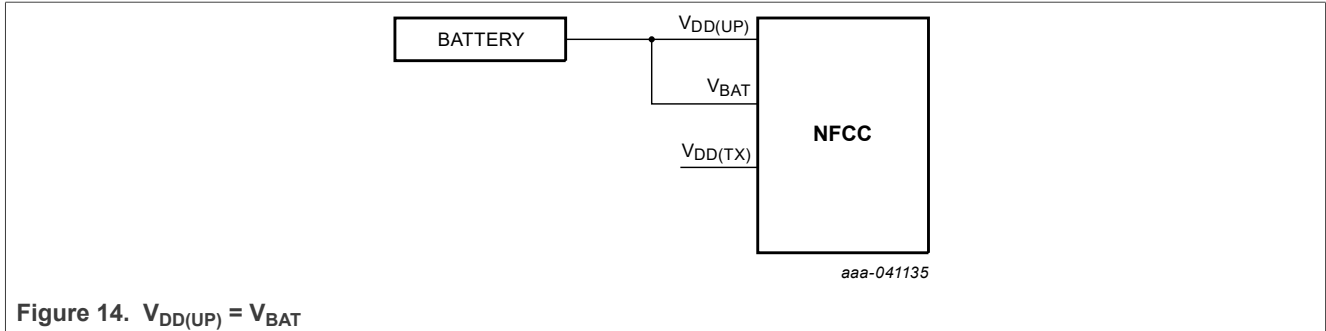 BATTERY
VDD(UP)
VBAT
VDD(TX)
NFCC
aaa-041135
Figure 14. VDD(UP) = VBAT